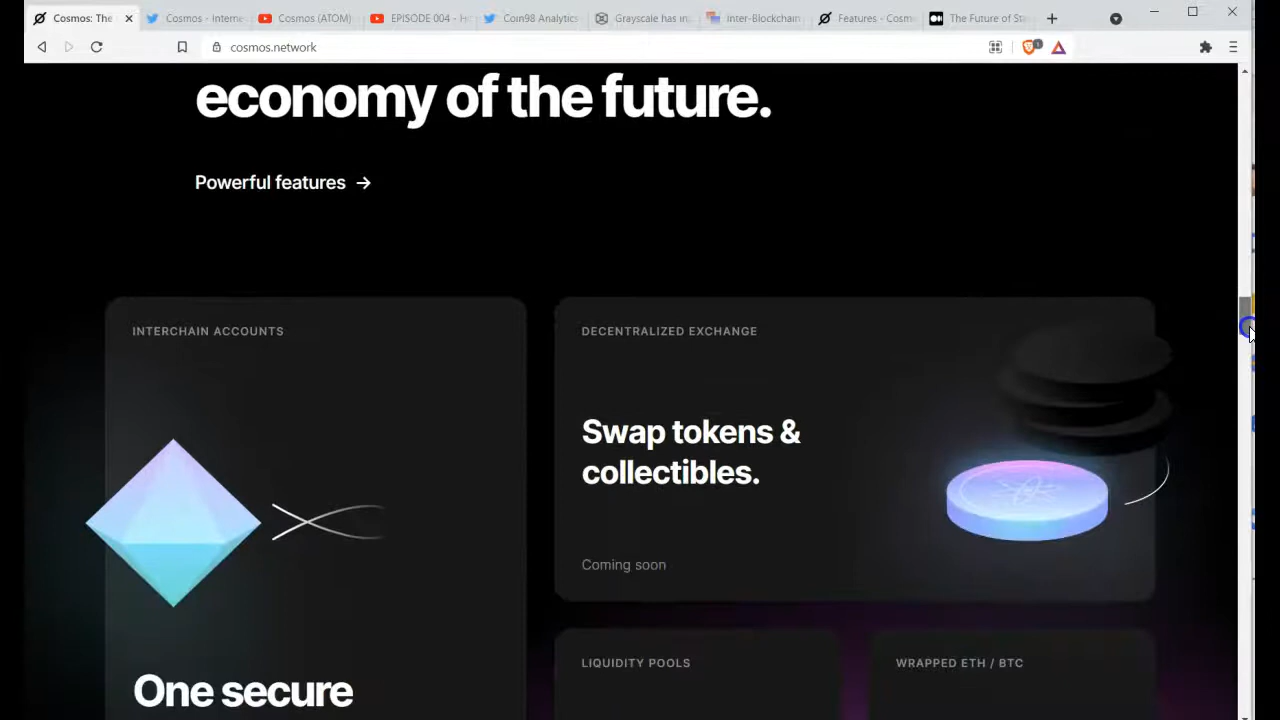 Cosmos: The
Cosmos - Interne
Cosmos (ATOM)
EPISODE 004 - H
Coin98 Analytics
Grayscale has in
Inter-Blockchain
Features - Cosm
The Future of Sta
cosmos.network
economy of the future.
Powerful features →
INTERCHAIN ACCOUNTS
One secure
DECENTRALIZED EXCHANGE
Swap tokens &
collectibles.
Coming soon
LIQUIDITY POOLS
WRAPPED ETH / BTC